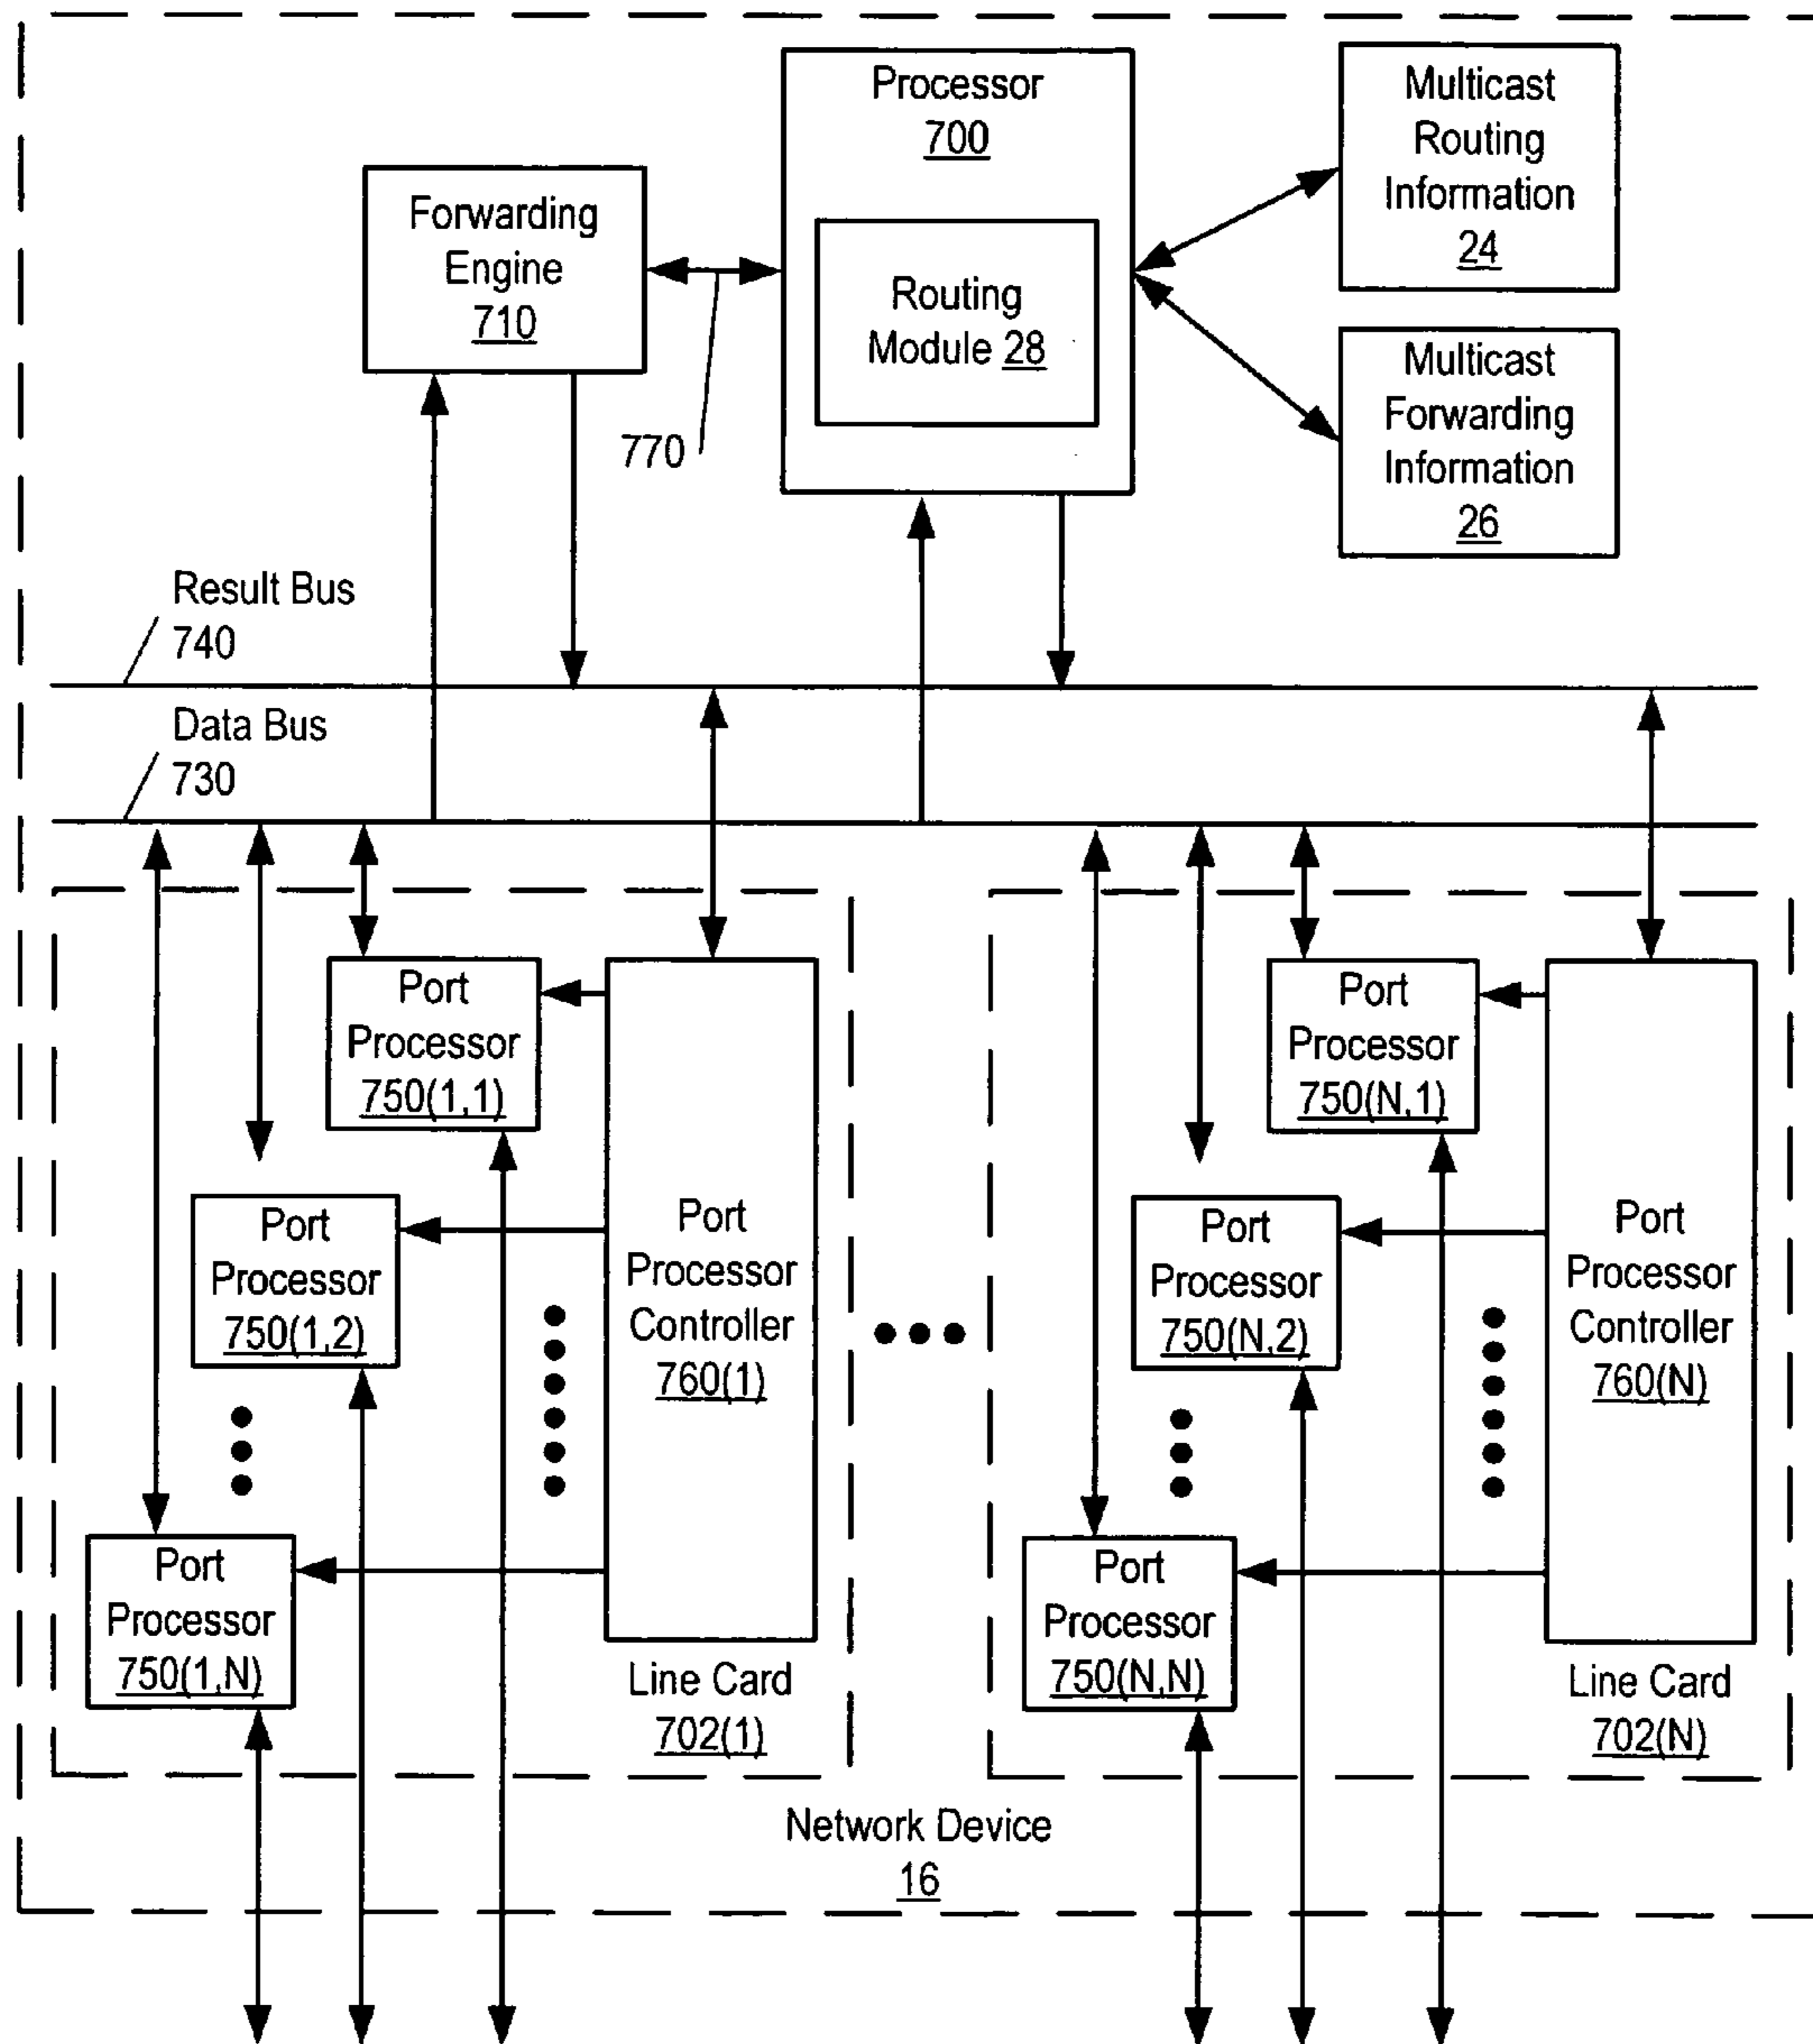 Processor
700
Multicast
Routing
Information
24
Forwarding
Engine
710
Routing
Module 28
770
Multicast
Forwarding
Information
26
Result Bus
740
Data Bus
730
Port
Processor
750(1,1)
Port
Processor
750(1,2)
Port
Processor
750(1,N)
Port
Processor
Controller
760(1)
Line Card
702(1)
Port
Processor
750(N,1)
Port
Processor
750(N,2)
Port
Processor
750(N,N)
Port
Processor
Controller
760(N)
Line Card
702(N)
Network Device
16